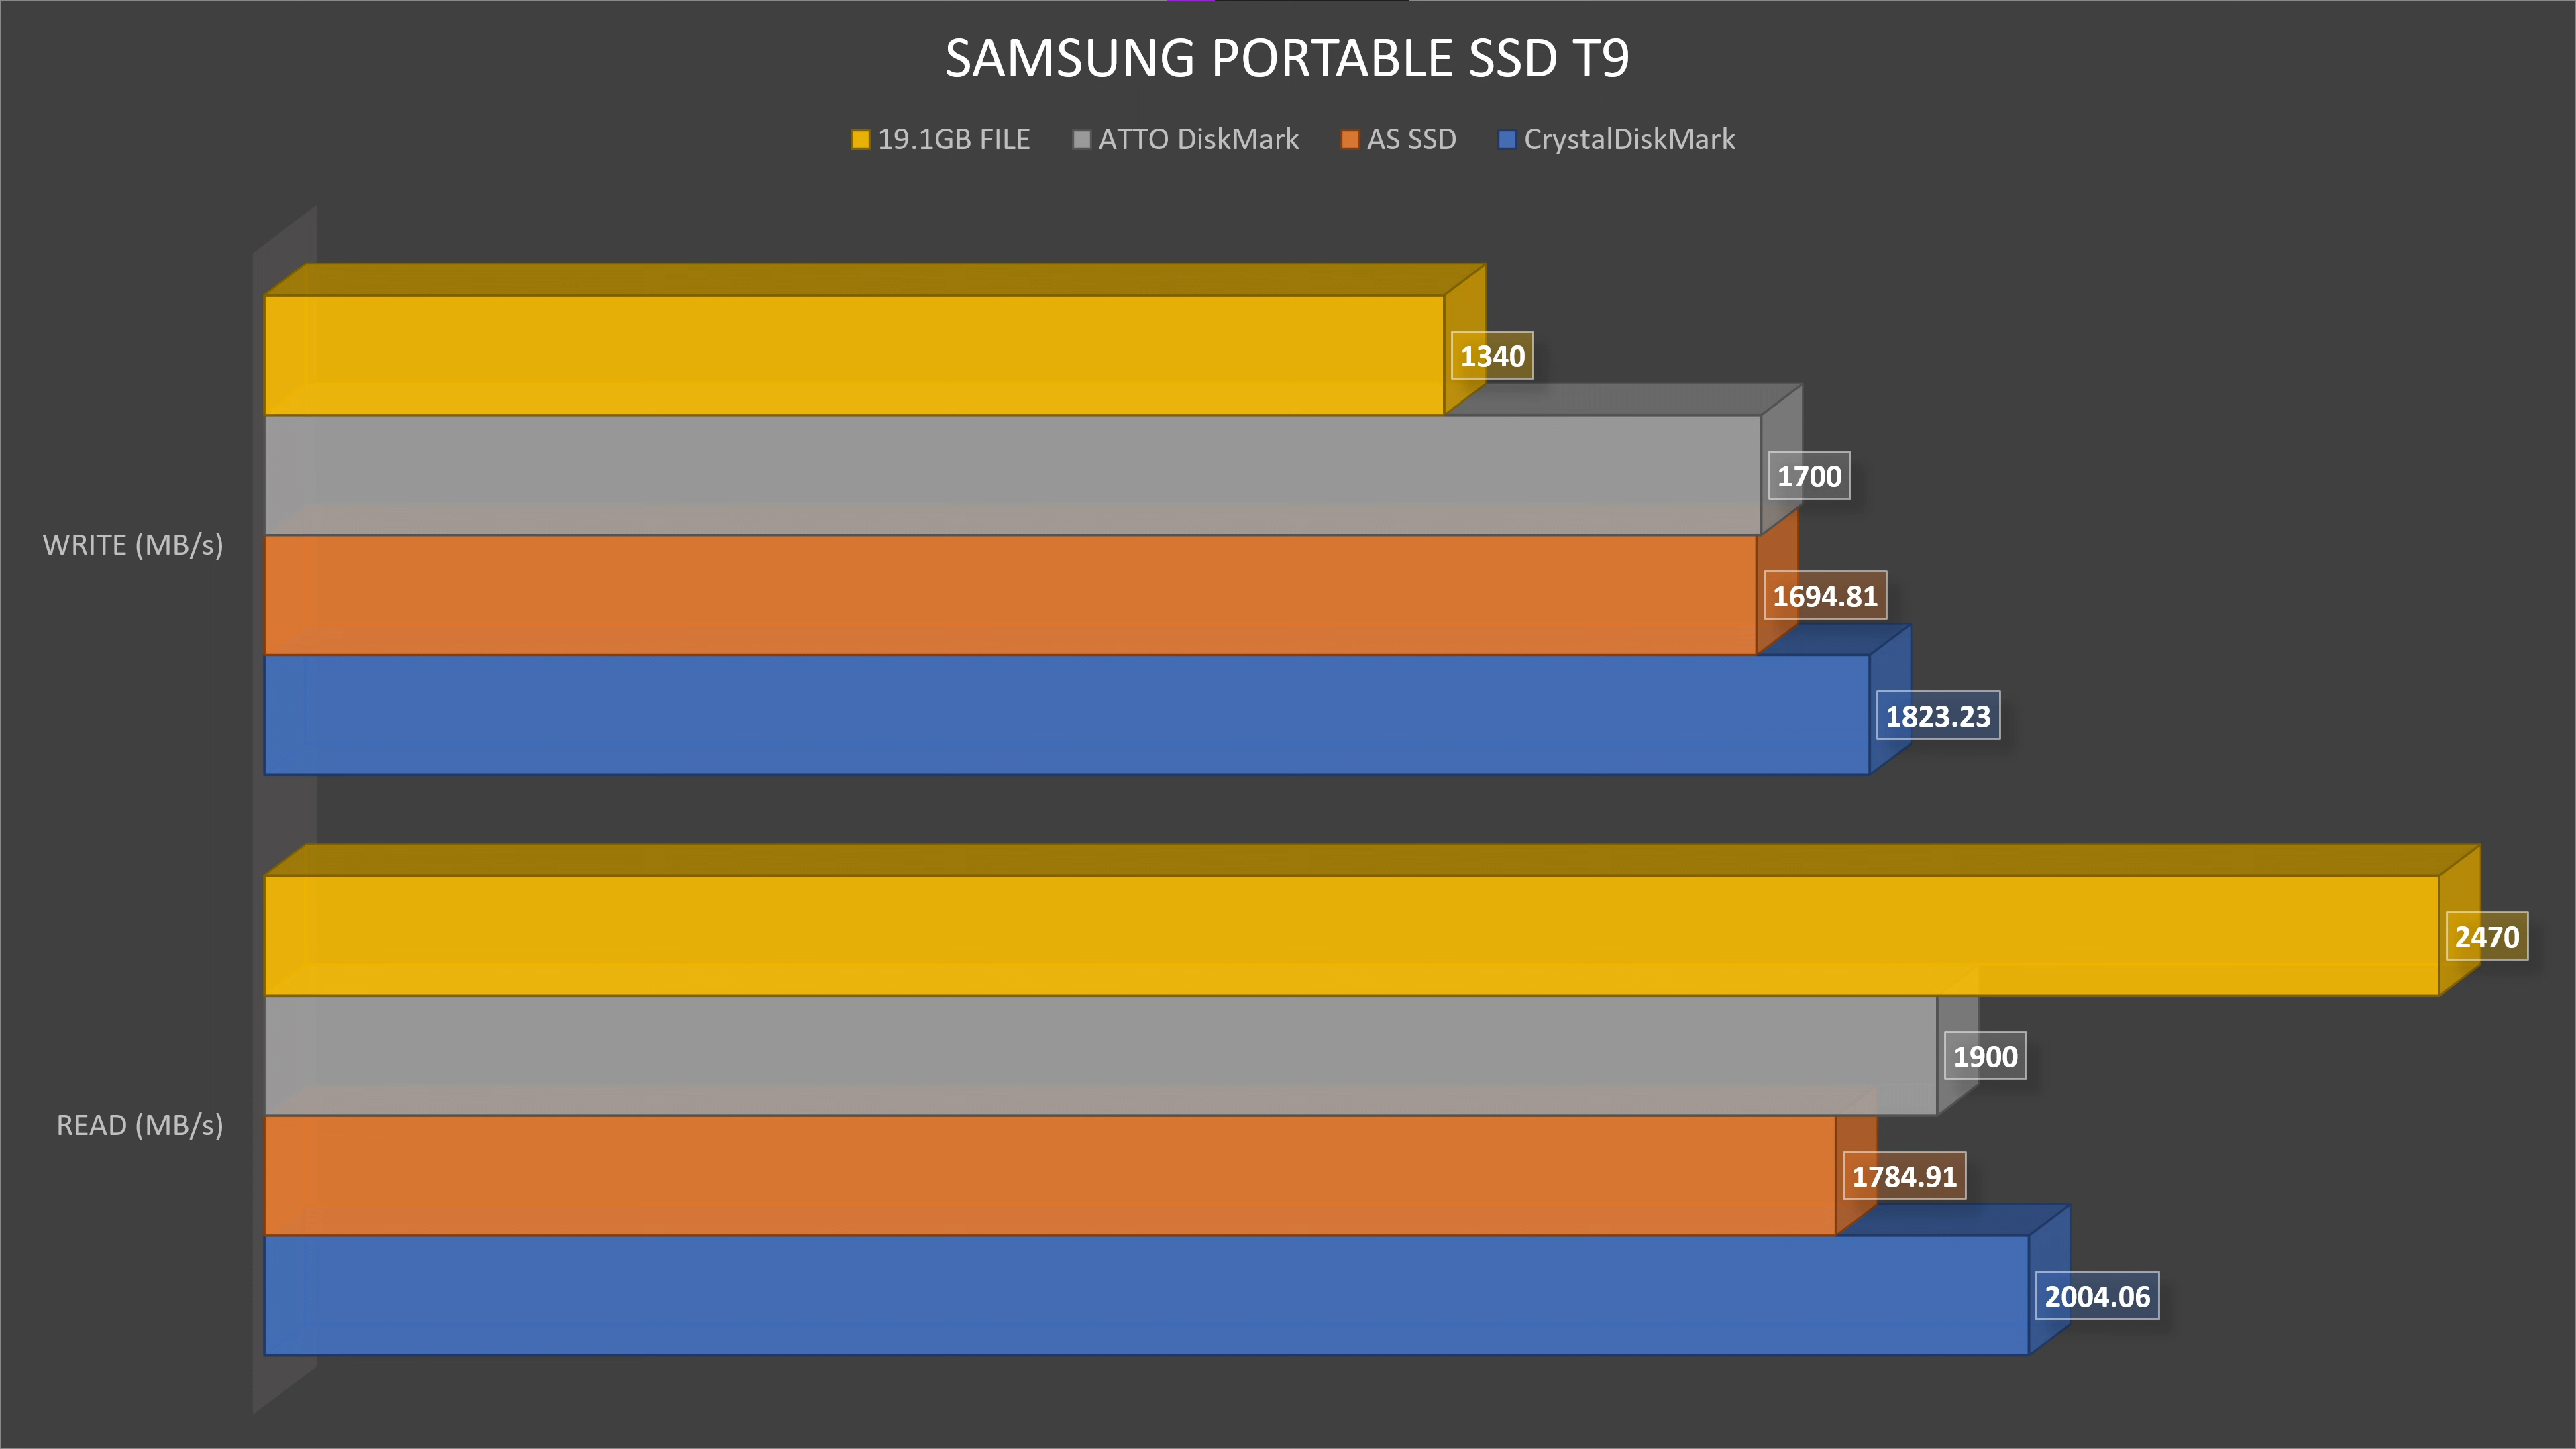 SAMSUNG PORTABLE SSD T9
19.1GB FILE ATTO DiskMark AS SSD CrystalDiskMark
1340
1700
WRITE (MB/s)
1694.81
1823.23
2470
1900
READ (MB/s)
1784.91
2004.06